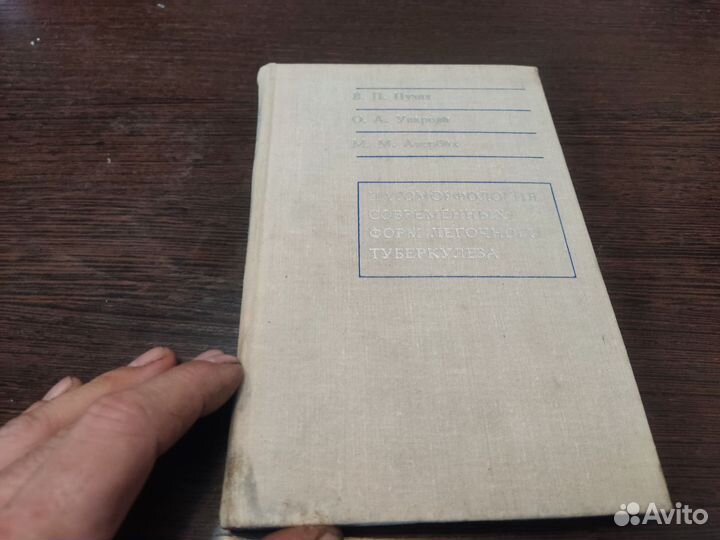 В. П. Пузик
О. А. Уварова
М. М. Авербах
ПАТОМОРФОЛОГИЯ
СОВРЕМЕННЫХ
ФОРМ ЛЕГОЧНОГО
ТУБЕРКУЛЕЗА
Avito